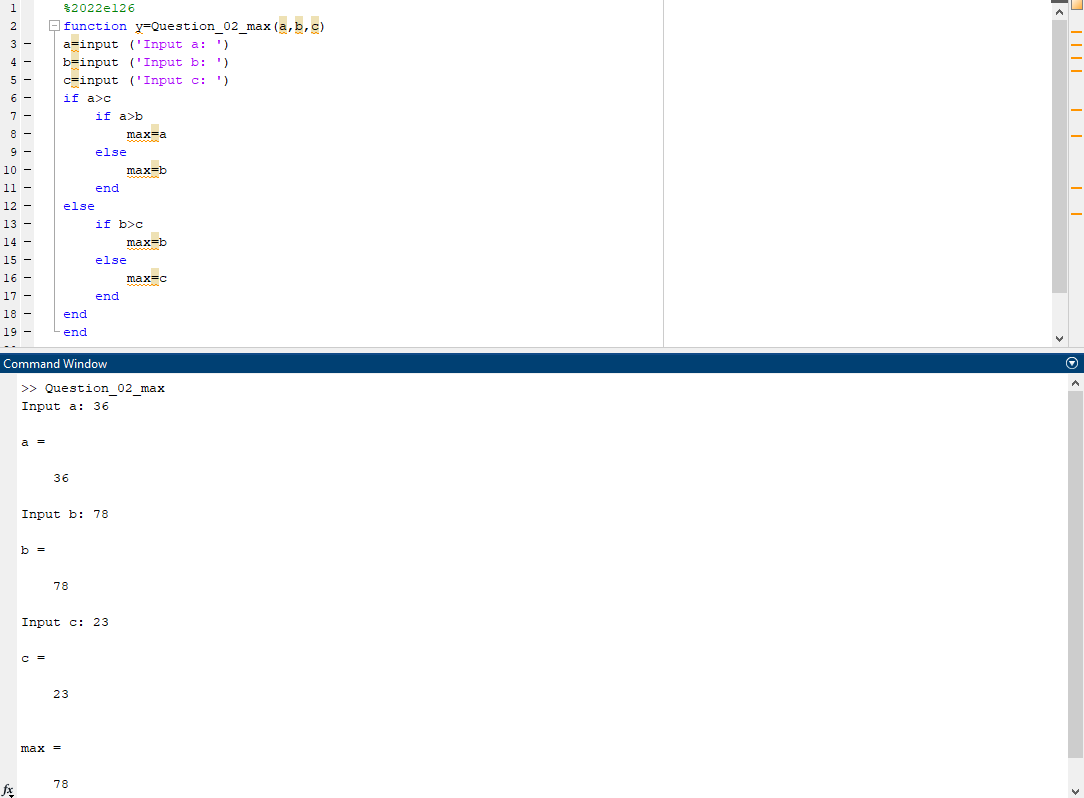 1 %2022e126
2 function y=Question_02_max(a,b,c)
3 – a=input ('Input a: ')
4 – b=input ('Input b: ')
5 – c=input ('Input c: ')
6 – if a>c
7 – if a>b
8 – max=a
9 – else
10 – max=b
11 – end
12 – else
13 – if b>c
14 – max=b
15 – else
16 – max=c
17 – end
18 – end
19 – end
Command Window
>> Question_02_max
Input a: 36
a =
36
Input b: 78
b =
78
Input c: 23
c =
23
max =
78
fx